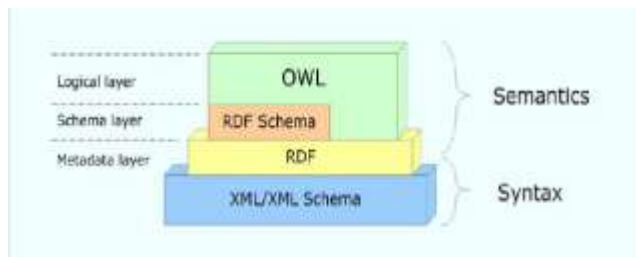 Logical layer
OWL
Semantics
Schema layer
RDF Schema
Metadata layer
RDF
XML/XML Schema
Syntax